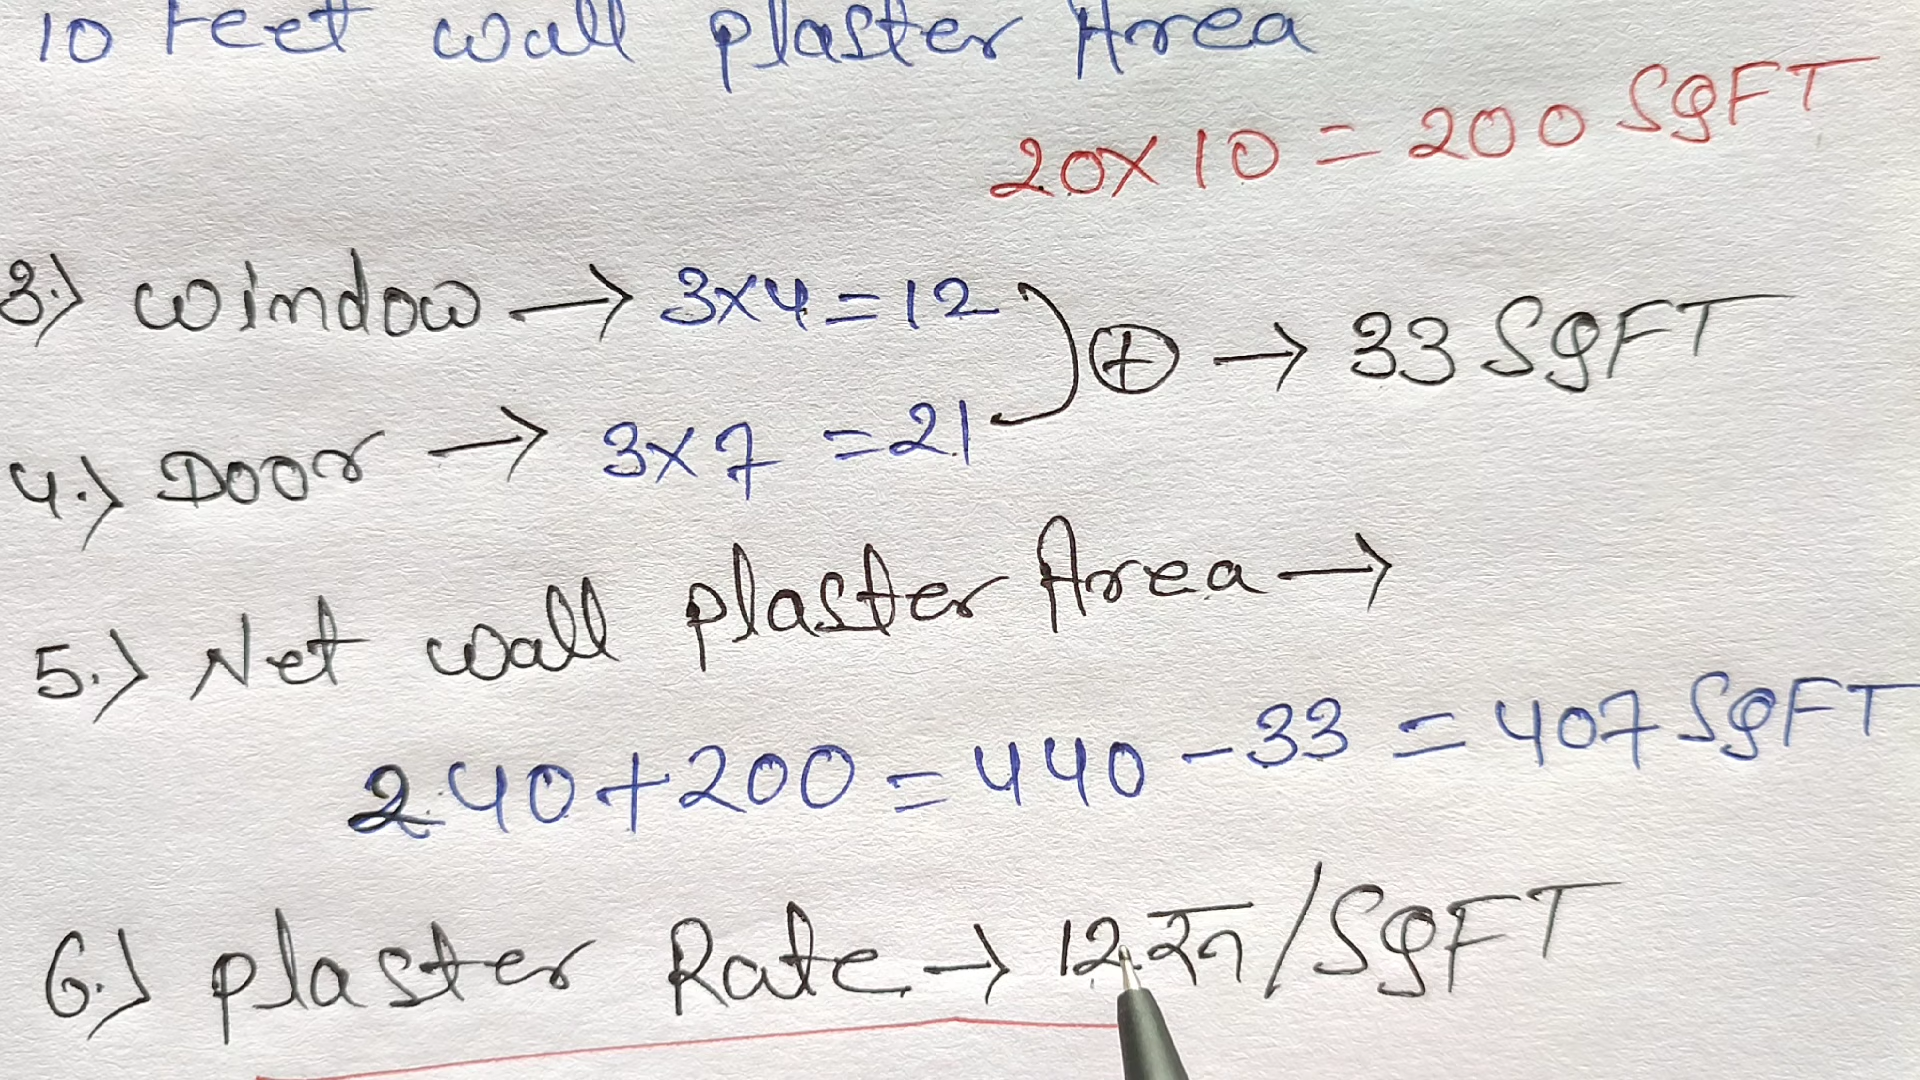 10 Feet wall plaster Area
20x10 = 200 SQFT
3.) window → 3x4=12
⊕ → 33 SQFT
4.) Door → 3x7 =21
5.) Net wall plaster Area →
240+200=440-33=407 SQFT
6.) plaster Rate → 12 रू/SQFT